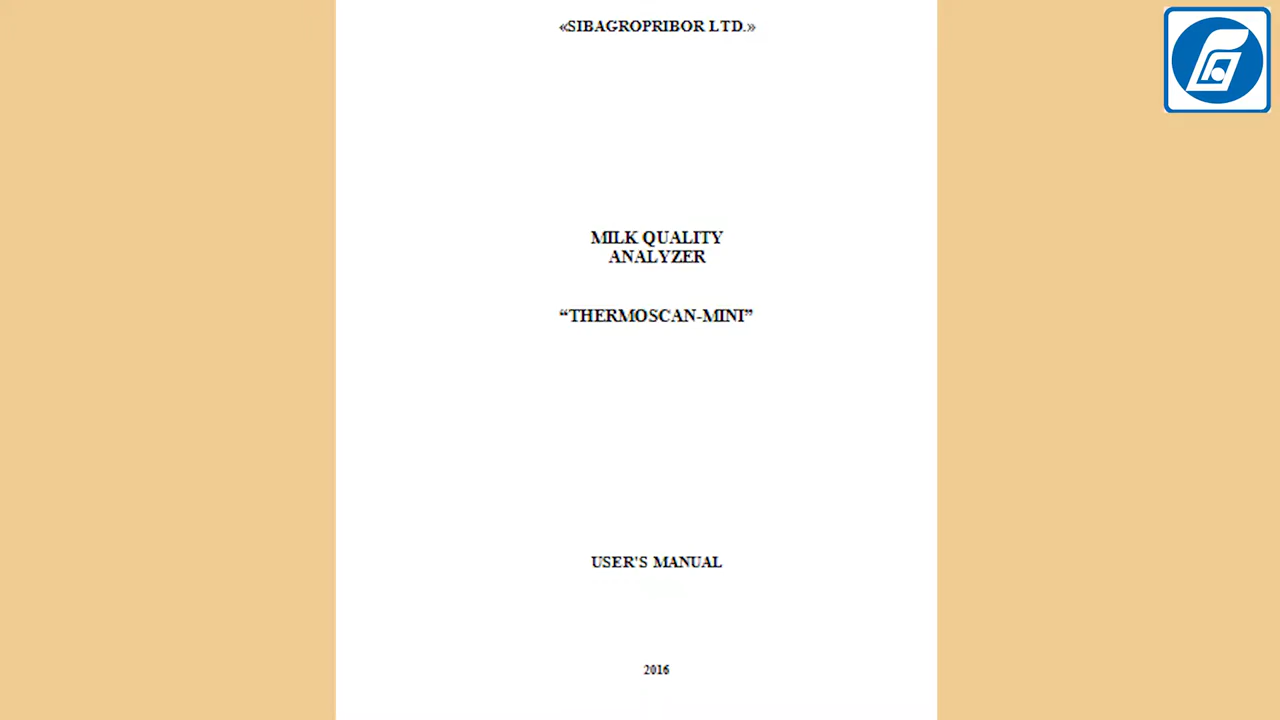 «SIBAGROPRIBOR LTD.»
MILK QUALITY
ANALYZER
“THERMOSCAN-MINI”
USER'S MANUAL
2016